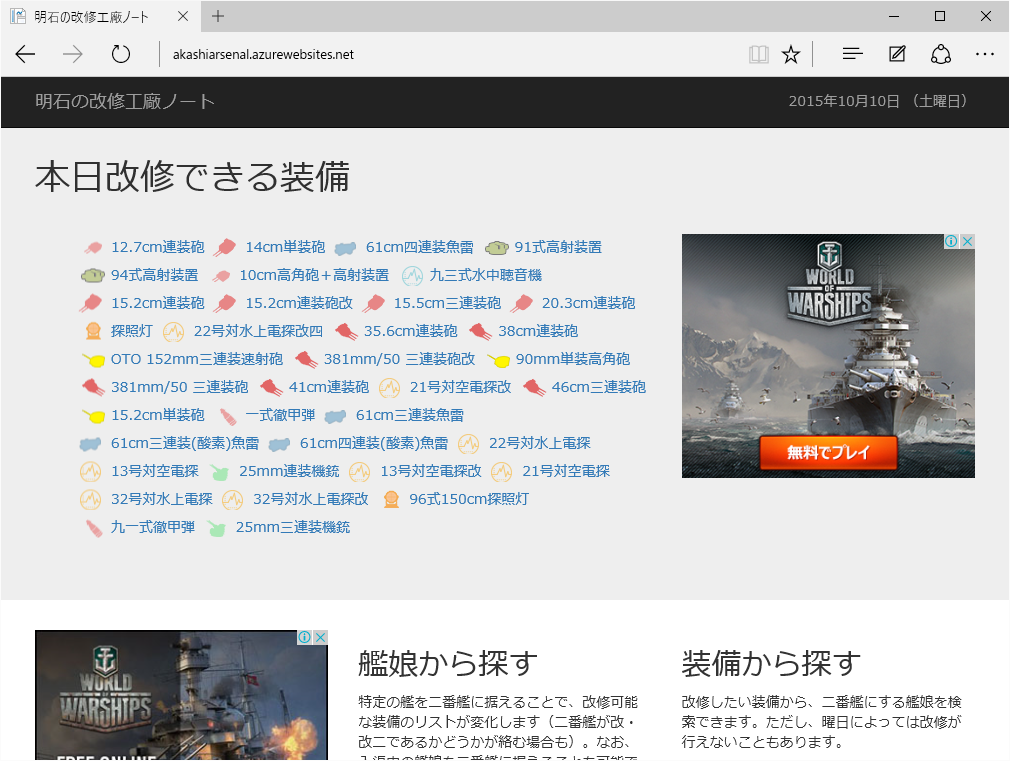 明石の改修工廠ノート
akashiarsenal.azurewebsites.net
明石の改修工廠ノート 2015年10月10日 （土曜日）
本日改修できる装備
12.7cm連装砲 14cm単装砲 61cm四連装魚雷 91式高射装置
94式高射装置 10cm高角砲＋高射装置 九三式水中聴音機
15.2cm連装砲 15.2cm連装砲改 15.5cm三連装砲 20.3cm連装砲
探照灯 22号対水上電探改四 35.6cm連装砲 38cm連装砲
OTO 152mm三連装速射砲 381mm/50 三連装砲改 90mm単装高角砲
381mm/50 三連装砲 41cm連装砲 21号対空電探改 46cm三連装砲
15.2cm単装砲 一式徹甲弾 61cm三連装魚雷
61cm三連装(酸素)魚雷 61cm四連装(酸素)魚雷 22号対水上電探
13号対空電探 25mm連装機銃 13号対空電探改 21号対空電探
32号対水上電探 32号対水上電探改 96式150cm探照灯
九一式徹甲弾 25mm三連装機銃
WORLD
OF
WARSHIPS
無料でプレイ
WORLD
OF
WARSHIPS
FREE ONLINE
艦娘から探す
特定の艦を二番艦に据えることで、改修可能
な装備のリストが変化します（二番艦が改・
改二であるかどうかが絡む場合も）。なお、
装備から探す
改修したい装備から、二番艦にする艦娘を検
索できます。ただし、曜日によっては改修が
行えないこともあります。